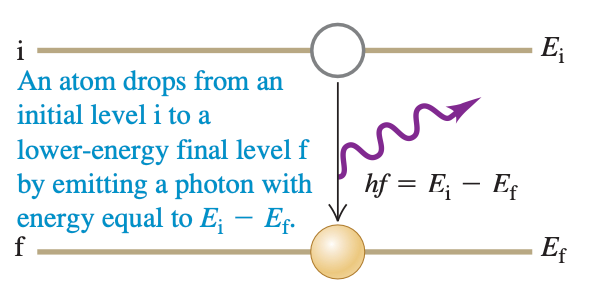 i
E_i
An atom drops from an
initial level i to a
lower-energy final level f
by emitting a photon with
energy equal to E_i − E_f.
hf = E_i − E_f
f
E_f